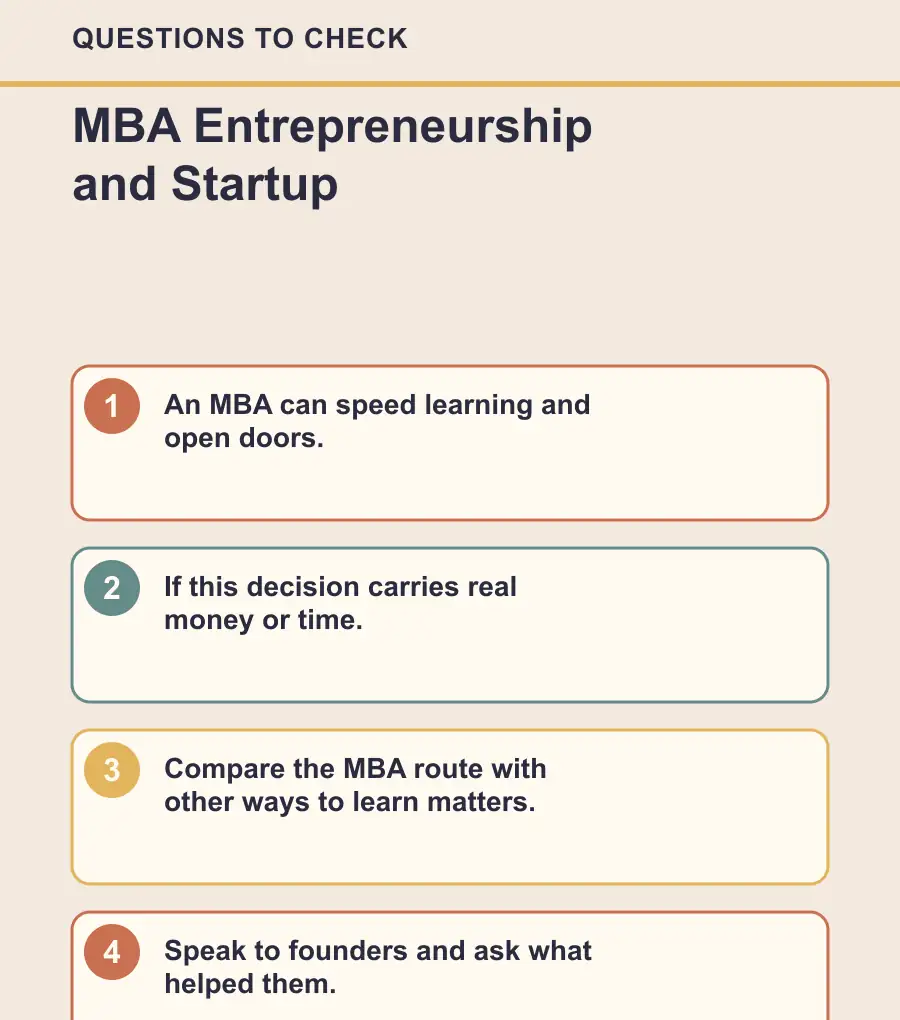 QUESTIONS TO CHECK
MBA Entrepreneurship
and Startup
1
An MBA can speed learning and
open doors.
2
If this decision carries real
money or time.
3
Compare the MBA route with
other ways to learn matters.
4
Speak to founders and ask what
helped them.